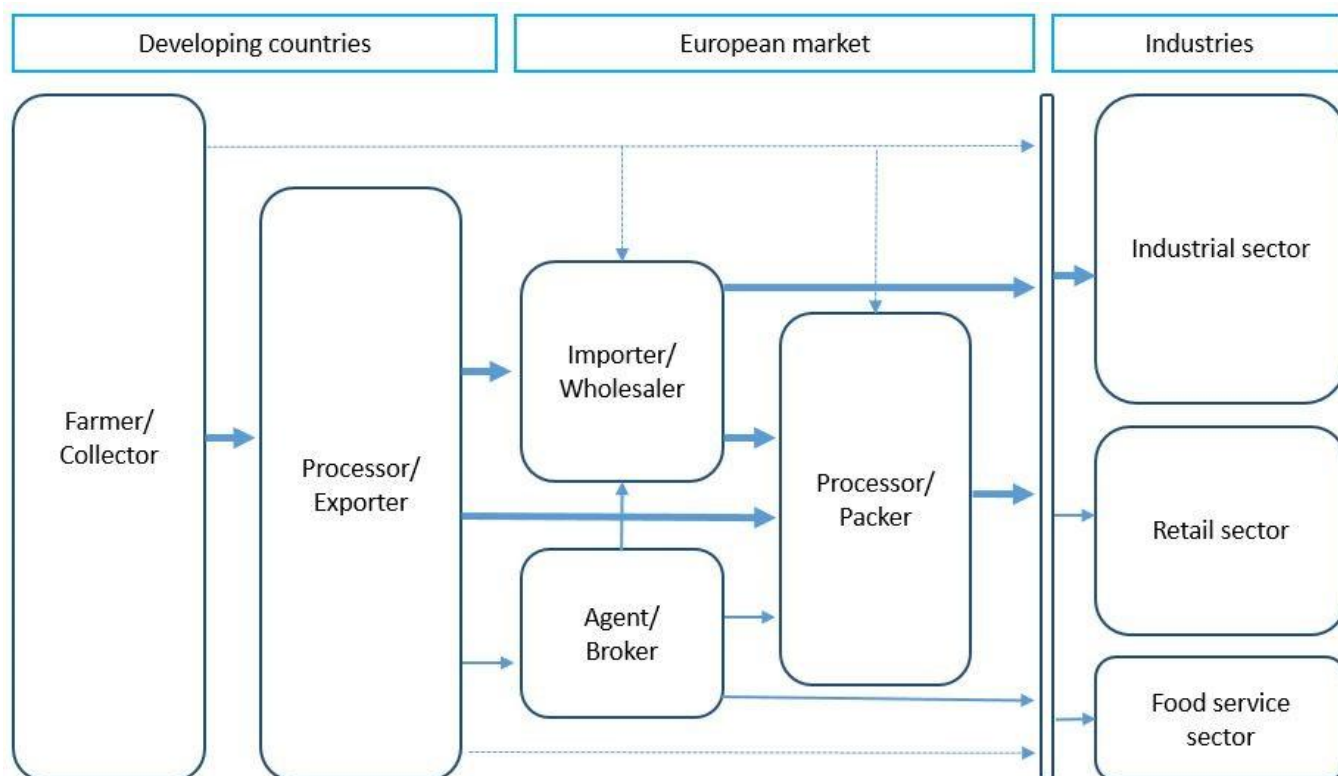 Developing countries
European market
Industries
Farmer/
Collector
Processor/
Exporter
Importer/
Wholesaler
Agent/
Broker
Processor/
Packer
Industrial sector
Retail sector
Food service
sector